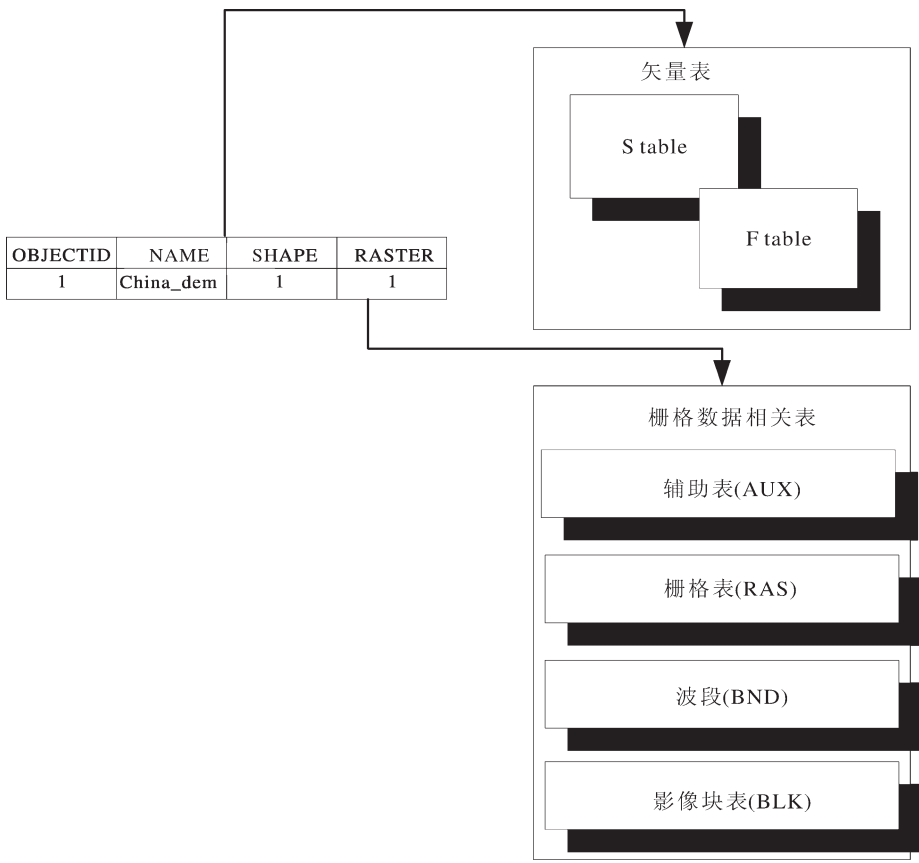 矢量表
S table
F table
OBJECTID NAME SHAPE RASTER
1 China_dem 1 1
栅格数据相关表
辅助表(AUX)
栅格表(RAS)
波段(BND)
影像块表(BLK)